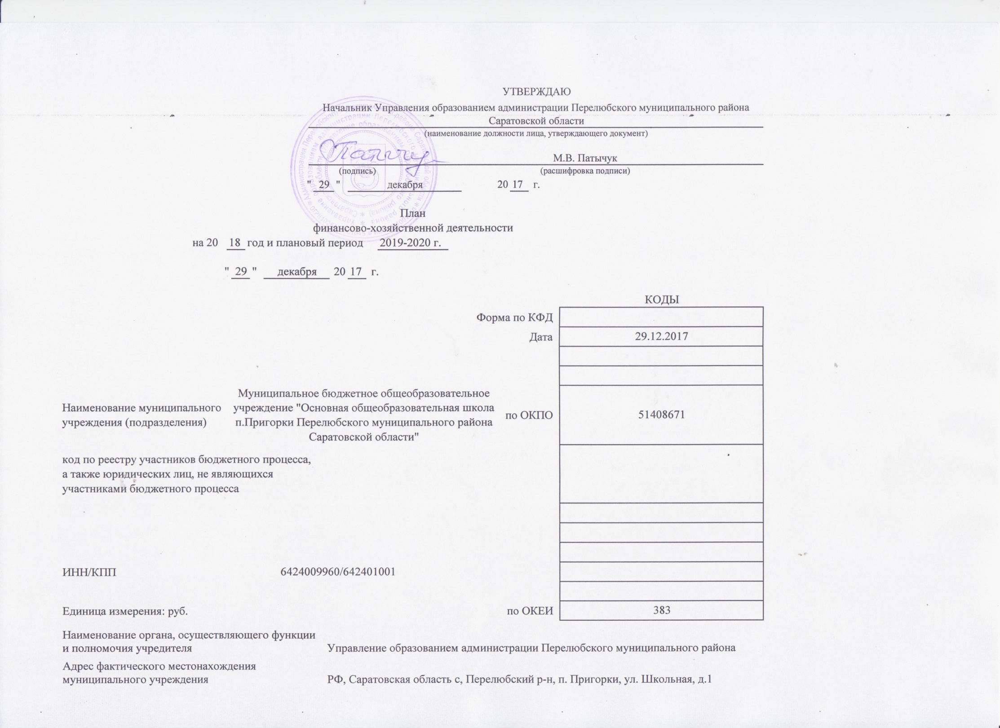 УТВЕРЖДАЮ
Начальник Управления образованием администрации Перелюбского муниципального района
Саратовской области
(наименование должности лица, утверждающего документ)
М.В. Патычук
(подпись) (расшифровка подписи)
" 29 " декабря 20 17 г.
План
финансово-хозяйственной деятельности
на 20 18 год и плановый период 2019-2020 г.
" 29 " декабря 20 17 г.
КОДЫ
Форма по КФД
Дата 29.12.2017
Муниципальное бюджетное общеобразовательное
Наименование муниципального учреждение "Основная общеобразовательная школа
по ОКПО 51408671
учреждения (подразделения) п.Пригорки Перелюбского муниципального района
Саратовской области"
код по реестру участников бюджетного процесса,
а также юридических лиц, не являющихся
участниками бюджетного процесса
ИНН/КПП 6424009960/642401001
Единица измерения: руб. по ОКЕИ 383
Наименование органа, осуществляющего функции
и полномочия учредителя Управление образованием администрации Перелюбского муниципального района
Адрес фактического местонахождения
муниципального учреждения РФ, Саратовская область с, Перелюбский р-н, п. Пригорки, ул. Школьная, д.1